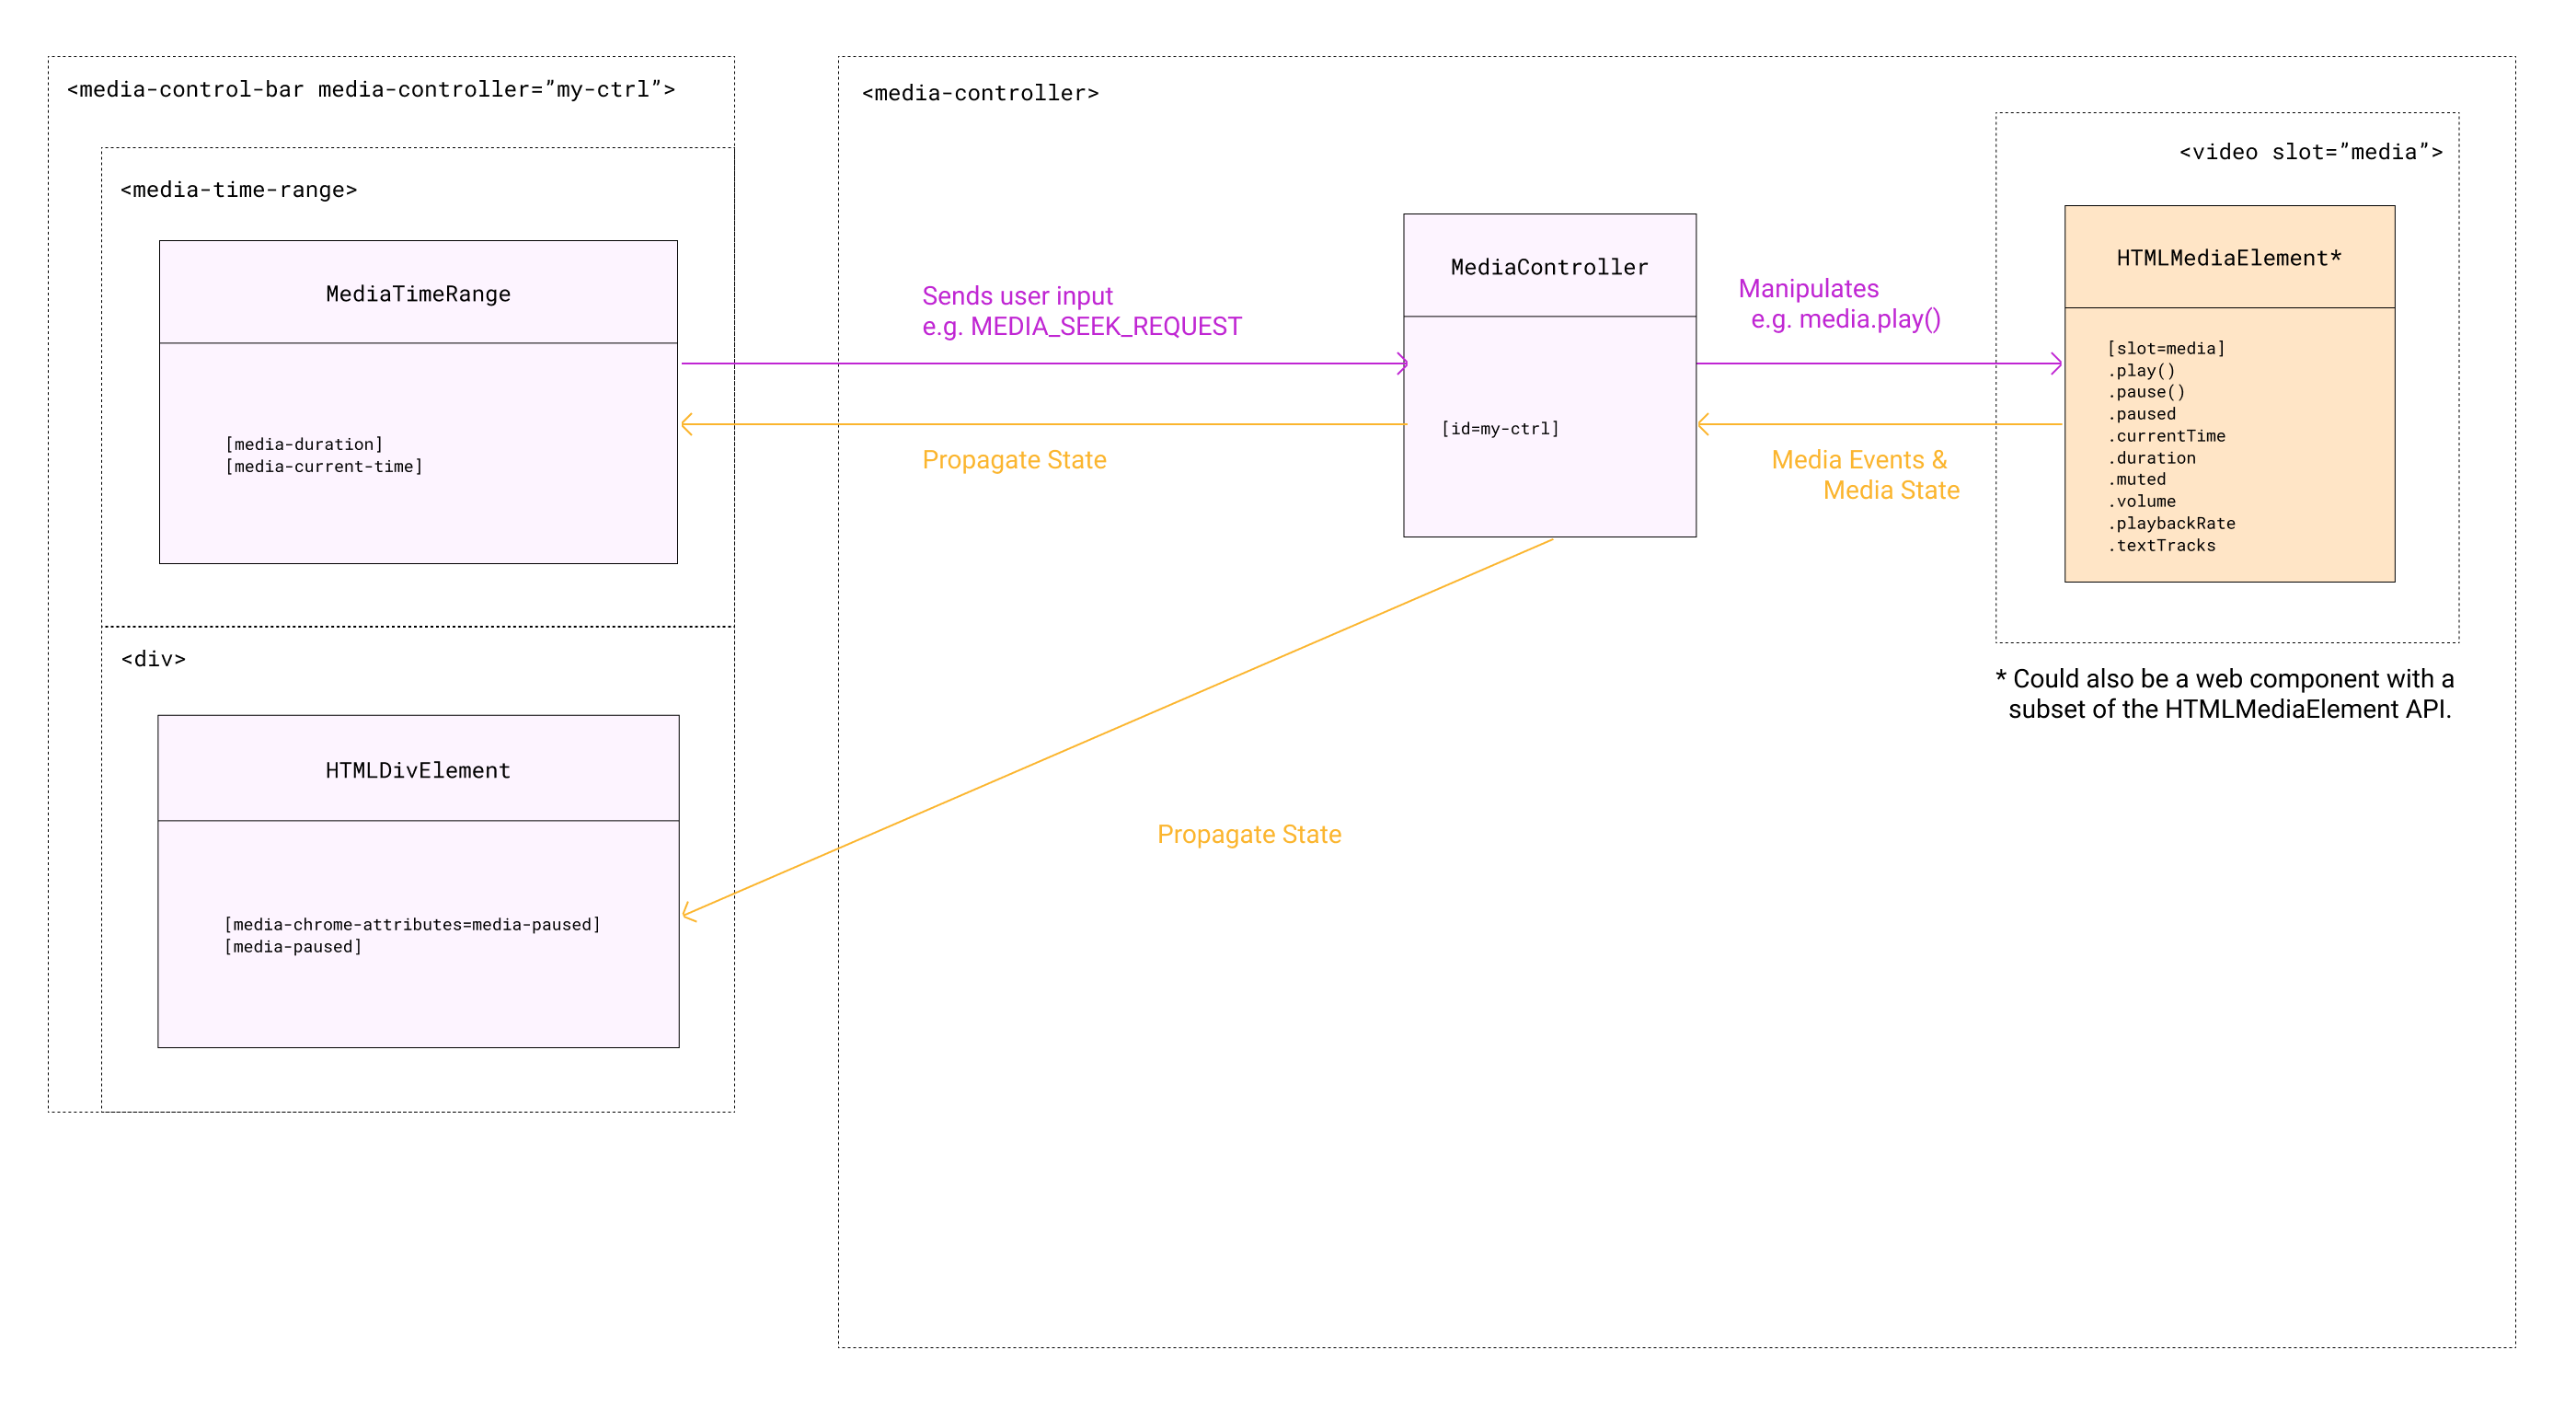 <media-control-bar media-controller=”my-ctrl”>
<media-time-range>
MediaTimeRange
[media-duration]
[media-current-time]
<div>
HTMLDivElement
[media-chrome-attributes=media-paused]
[media-paused]
<media-controller>
Sends user input
e.g. MEDIA_SEEK_REQUEST
Propagate State
Propagate State
MediaController
[id=my-ctrl]
Manipulates
e.g. media.play()
Media Events &
Media State
<video slot=”media”>
HTMLMediaElement*
[slot=media]
.play()
.pause()
.paused
.currentTime
.duration
.muted
.volume
.playbackRate
.textTracks
* Could also be a web component with a
subset of the HTMLMediaElement API.